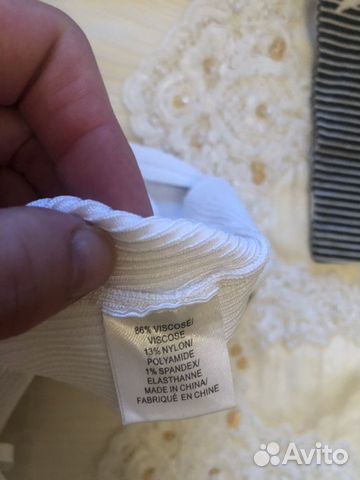 86% VISCOSE/
VISCOSE
13% NYLON/
POLYAMIDE
1% SPANDEX/
ELASTHANNE
MADE IN CHINA/
FABRIQUÉ EN CHINE
Avito